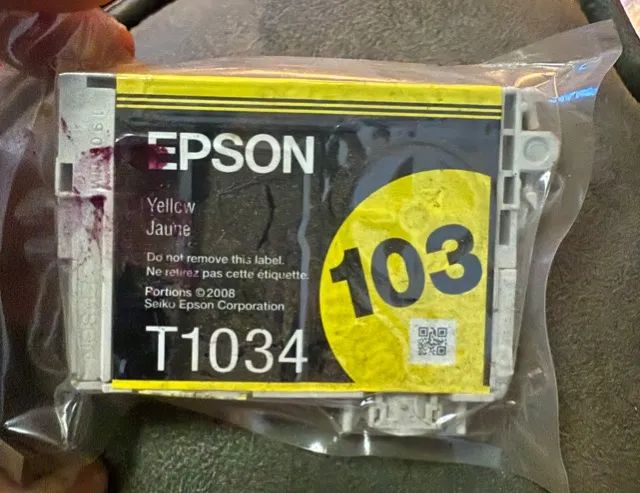 EPSON
Yellow
Jaune
103
Do not remove this label.
Ne retirez pas cette étiquette.
Portions ©2008
Seiko Epson Corporation
T1034